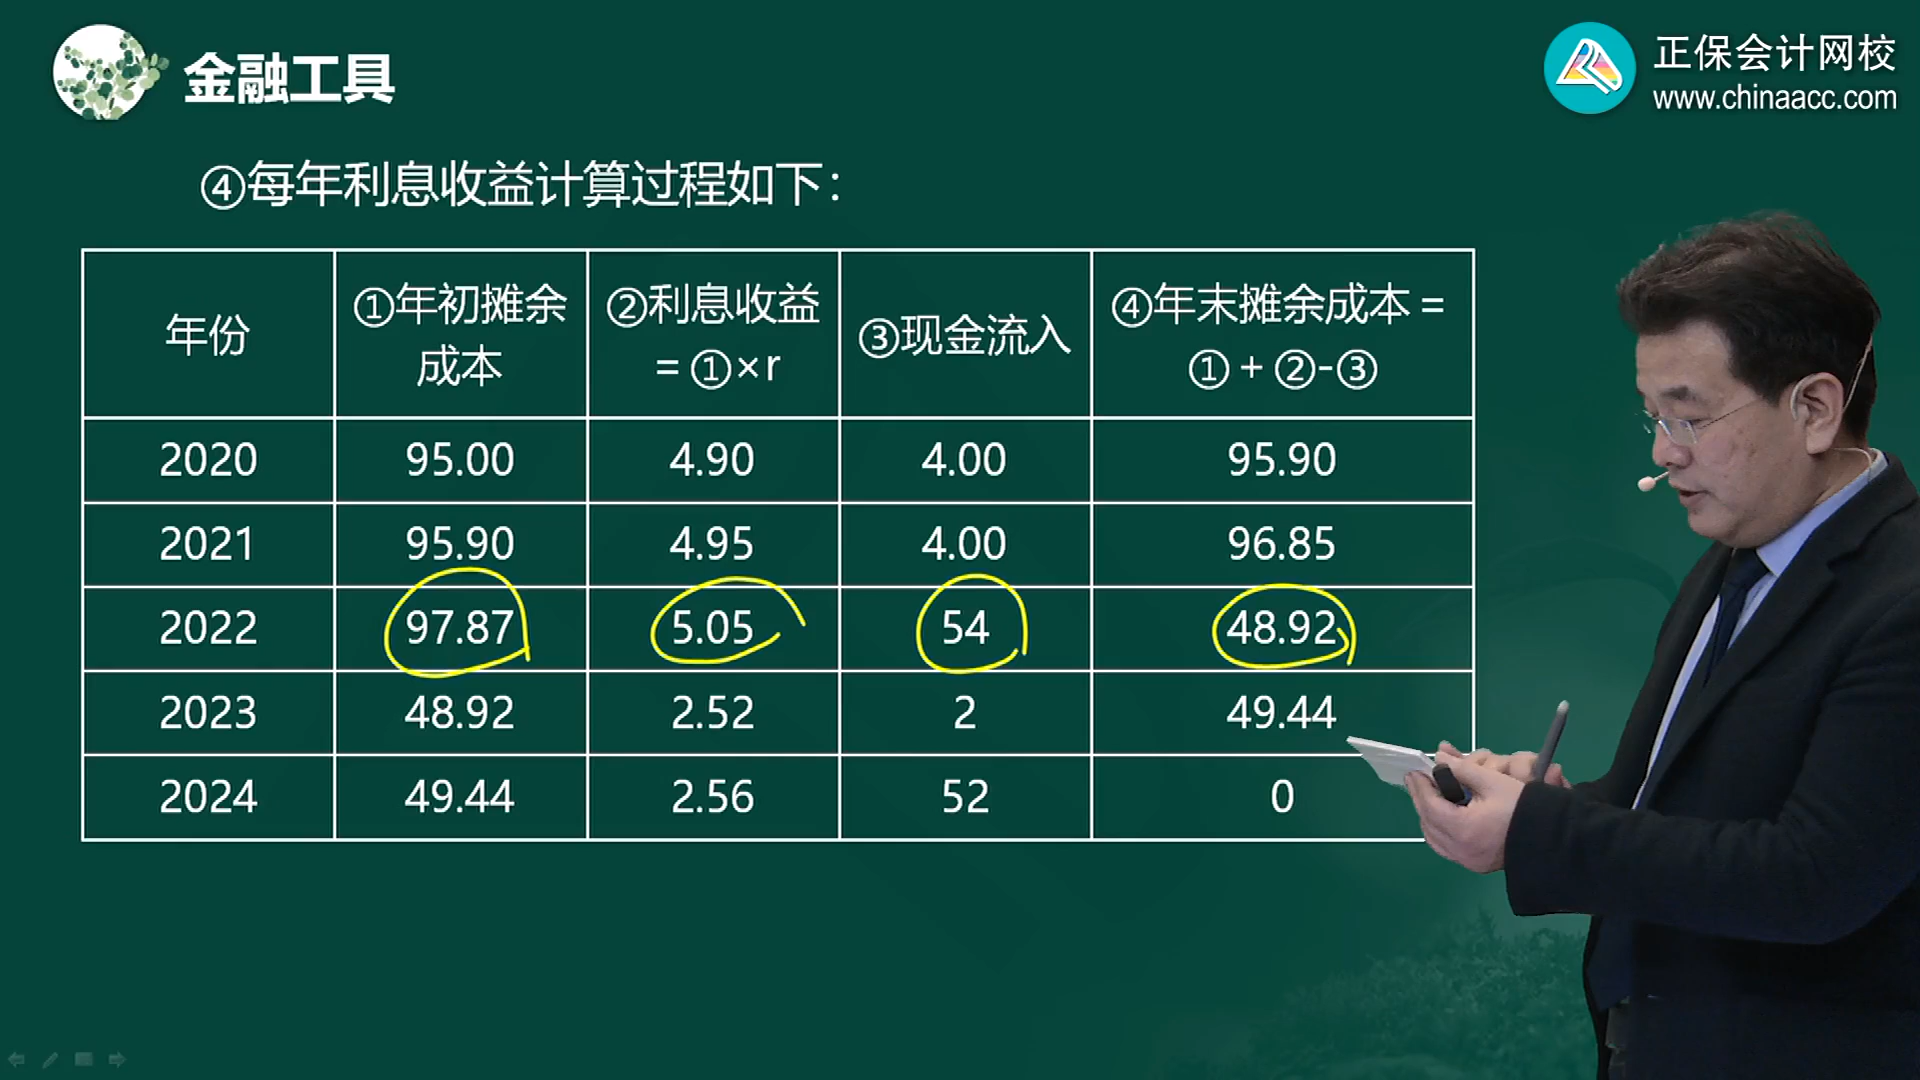 金融工具
正保会计网校
www.chinaacc.com
④每年利息收益计算过程如下：
年份
①年初摊余
成本
②利息收益
= ①×r
③现金流入
④年末摊余成本 =
① + ②-③
2020 95.00 4.90 4.00 95.90
2021 95.90 4.95 4.00 96.85
2022 97.87 5.05 54 48.92
2023 48.92 2.52 2 49.44
2024 49.44 2.56 52 0